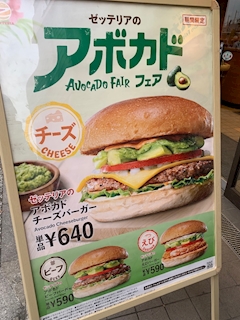 ゼッテリアの
期間限定
アボカド
AVOCADO FAIR フェア
チーズ
CHEESE
ゼッテリアの
アボカド
チーズバーガー
Avocado Cheeseburger
単品 ¥640
ビーフ
¥590
えび
¥590